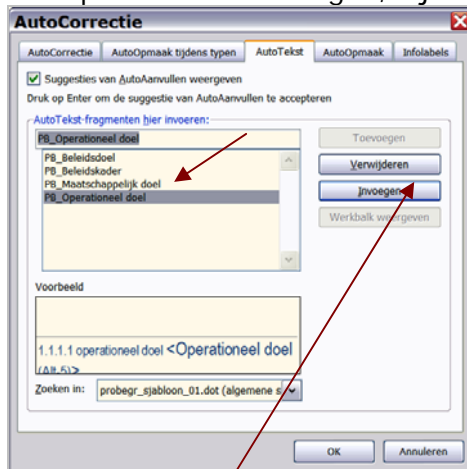 AutoCorrectie
AutoCorrectie AutoOpmaak tijdens typen AutoTekst AutoOpmaak Infolabels
Suggesties van AutoAanvullen weergeven
Druk op Enter om de suggestie van AutoAanvullen te accepteren
AutoTekst-fragmenten hier invoeren:
PB_Operationeel doel
Toevoegen
PB_Beleidsdoel
PB_Beleidskader
Verwijderen
PB_Maatschappelijk doel
PB_Operationeel doel
Invoegen
Werkbalk weergeven
Voorbeeld
1.1.1.1 operationeel doel <Operationeel doel
(Alt-5)>
Zoeken in: probegr_sjabloon_01.dot (algemene s
OK Annuleren